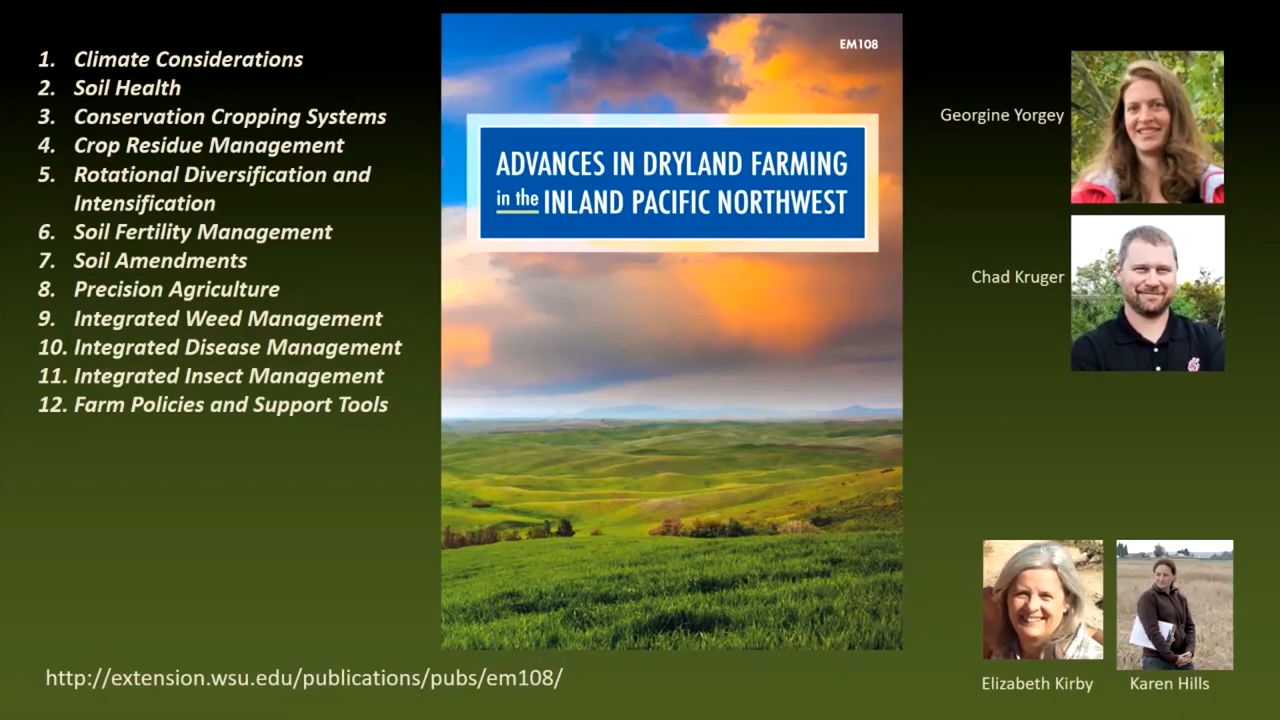 1. Climate Considerations
2. Soil Health
3. Conservation Cropping Systems
4. Crop Residue Management
5. Rotational Diversification and
Intensification
6. Soil Fertility Management
7. Soil Amendments
8. Precision Agriculture
9. Integrated Weed Management
10. Integrated Disease Management
11. Integrated Insect Management
12. Farm Policies and Support Tools
EM108
ADVANCES IN DRYLAND FARMING
in the INLAND PACIFIC NORTHWEST
Georgine Yorgey
Chad Kruger
Elizabeth Kirby
Karen Hills
http://extension.wsu.edu/publications/pubs/em108/